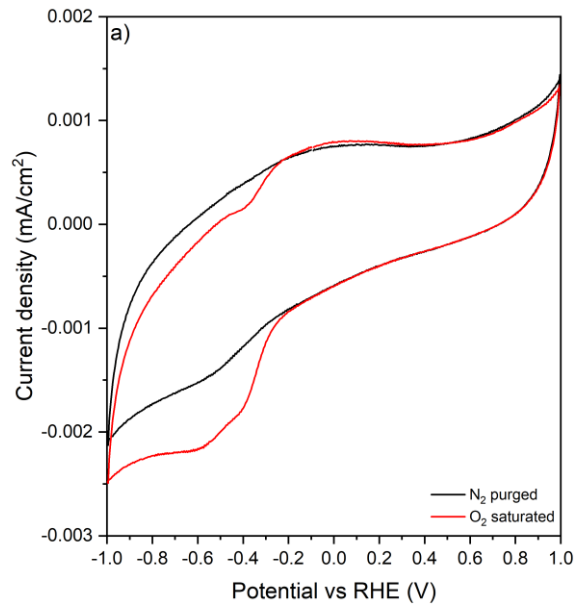 a)
0.002
0.001
0.000
-0.001
-0.002
-0.003
Current density (mA/cm²)
N₂ purged
O₂ saturated
-1.0 -0.8 -0.6 -0.4 -0.2 0.0 0.2 0.4 0.6 0.8 1.0
Potential vs RHE (V)